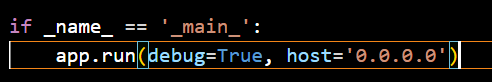 if _name_ == '_main_':
    app.run(debug=True, host='0.0.0.0')